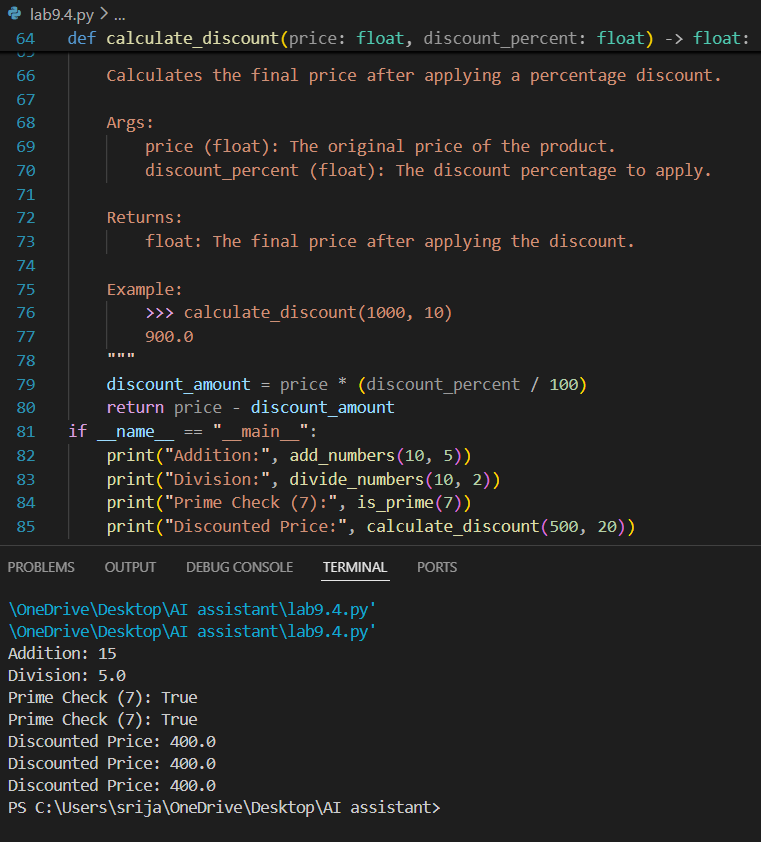 lab9.4.py > ...
64 def calculate_discount(price: float, discount_percent: float) -> float:
66 Calculates the final price after applying a percentage discount.
67
68 Args:
69 price (float): The original price of the product.
70 discount_percent (float): The discount percentage to apply.
71
72 Returns:
73 float: The final price after applying the discount.
74
75 Example:
76 >>> calculate_discount(1000, 10)
77 900.0
78 """
79 discount_amount = price * (discount_percent / 100)
80 return price - discount_amount
81 if __name__ == "__main__":
82 print("Addition:", add_numbers(10, 5))
83 print("Division:", divide_numbers(10, 2))
84 print("Prime Check (7):", is_prime(7))
85 print("Discounted Price:", calculate_discount(500, 20))
PROBLEMS OUTPUT DEBUG CONSOLE TERMINAL PORTS
\OneDrive\Desktop\AI assistant\lab9.4.py'
\OneDrive\Desktop\AI assistant\lab9.4.py'
Addition: 15
Division: 5.0
Prime Check (7): True
Prime Check (7): True
Discounted Price: 400.0
Discounted Price: 400.0
Discounted Price: 400.0
PS C:\Users\srija\OneDrive\Desktop\AI assistant>